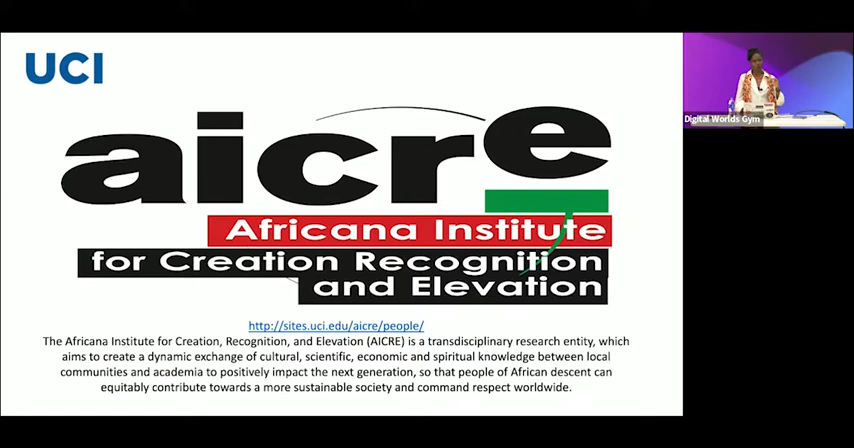 UCI
aicre
Africana Institute
for Creation Recognition
and Elevation
http://sites.uci.edu/aicre/people/
The Africana Institute for Creation, Recognition, and Elevation (AICRE) is a transdisciplinary research entity, which
aims to create a dynamic exchange of cultural, scientific, economic and spiritual knowledge between local
communities and academia to positively impact the next generation, so that people of African descent can
equitably contribute towards a more sustainable society and command respect worldwide.
Digital Worlds Gym